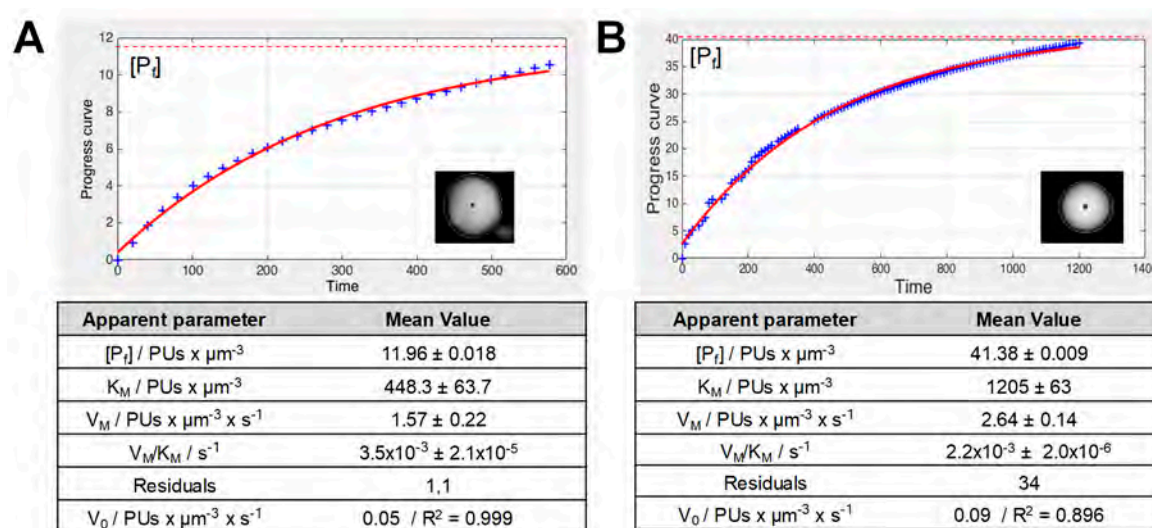 A
B
12
10
8
6
4
2
0
[Pf]
Progress curve
0 100 200 300 400 500 600
Time
40
35
30
25
20
15
10
5
0
[Pf]
Progress curve
0 200 400 600 800 1000 1200 140
Time
Apparent parameter Mean Value
[Pf] / PUs x µm⁻³ 11.96 ± 0.018
KM / PUs x µm⁻³ 448.3 ± 63.7
VM / PUs x µm⁻³ x s⁻¹ 1.57 ± 0.22
VM/KM / s⁻¹ 3.5x10⁻³ ± 2.1x10⁻⁵
Residuals 1,1
V0 / PUs x µm⁻³ x s⁻¹ 0.05 / R² = 0.999
Apparent parameter Mean Value
[Pf] / PUs x µm⁻³ 41.38 ± 0.009
KM / PUs x µm⁻³ 1205 ± 63
VM / PUs x µm⁻³ x s⁻¹ 2.64 ± 0.14
VM/KM / s⁻¹ 2.2x10⁻³ ± 2.0x10⁻⁶
Residuals 34
V0 / PUs x µm⁻³ x s⁻¹ 0.09 / R² = 0.896